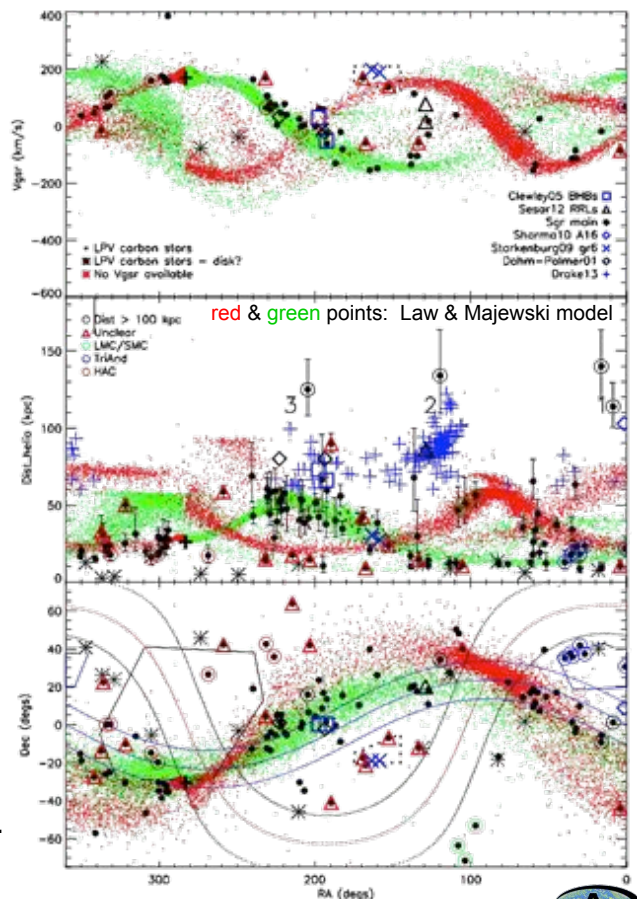 400
200
0
-200
-400
-600
Vgsr (km/s)
Clewley05 BHBs
Sesar12 RRLs
Sgr main
Sharma10 A16
Starkenburg09 gr6
Dohm-Palmer01
Drake13
+ LPV carbon stars
LPV carbon stars - disk?
No Vgsr available
red & green points: Law & Majewski model
Dist > 100 kpc
Unclear
LMC/SMC
TriAnd
HAC
150
100
50
0
Dist_helio (kpc)
3
2
60
40
20
0
-20
-40
-60
Dec (degs)
300
200
100
0
RA (degs)